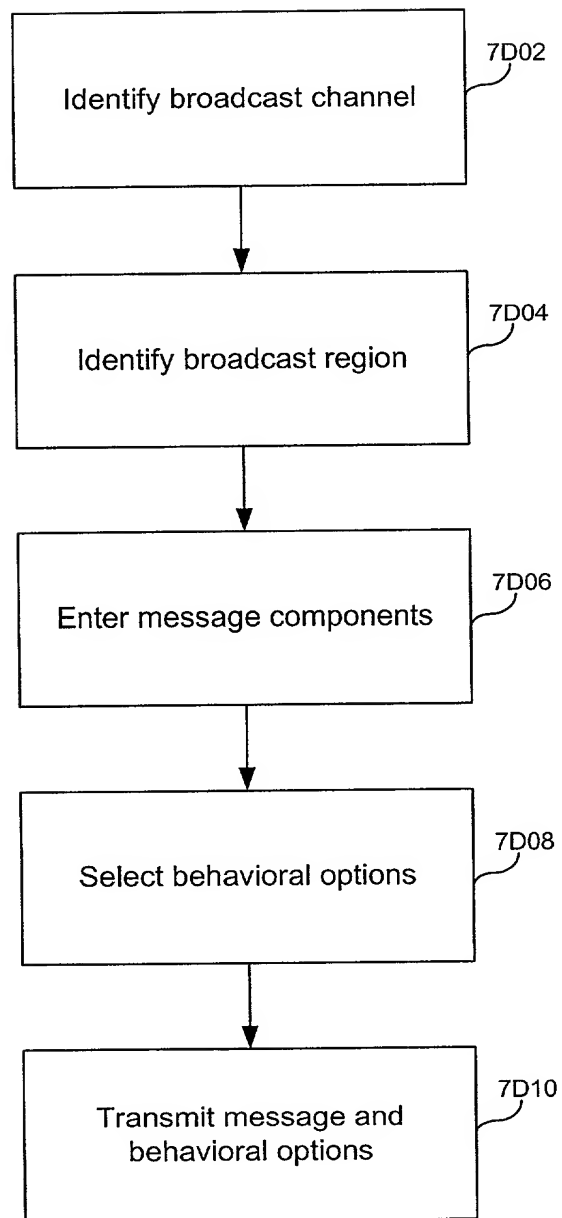 7D02
Identify broadcast channel
7D04
Identify broadcast region
7D06
Enter message components
7D08
Select behavioral options
7D10
Transmit message and
behavioral options